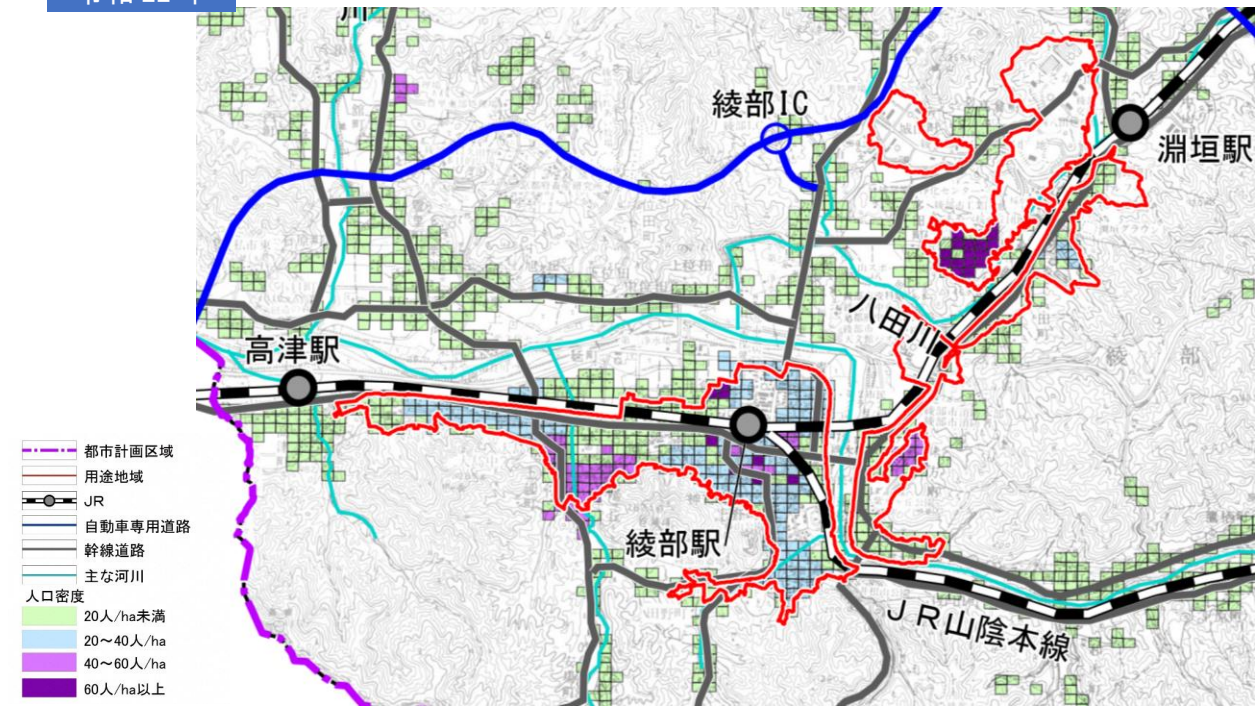 川
綾部IC
淵垣駅
八田川
高津駅
綾部
綾部駅
JR山陰本線
都市計画区域
用途地域
JR
自動車専用道路
幹線道路
主な河川
人口密度
20人/ha未満
20~40人/ha
40~60人/ha
60人/ha以上